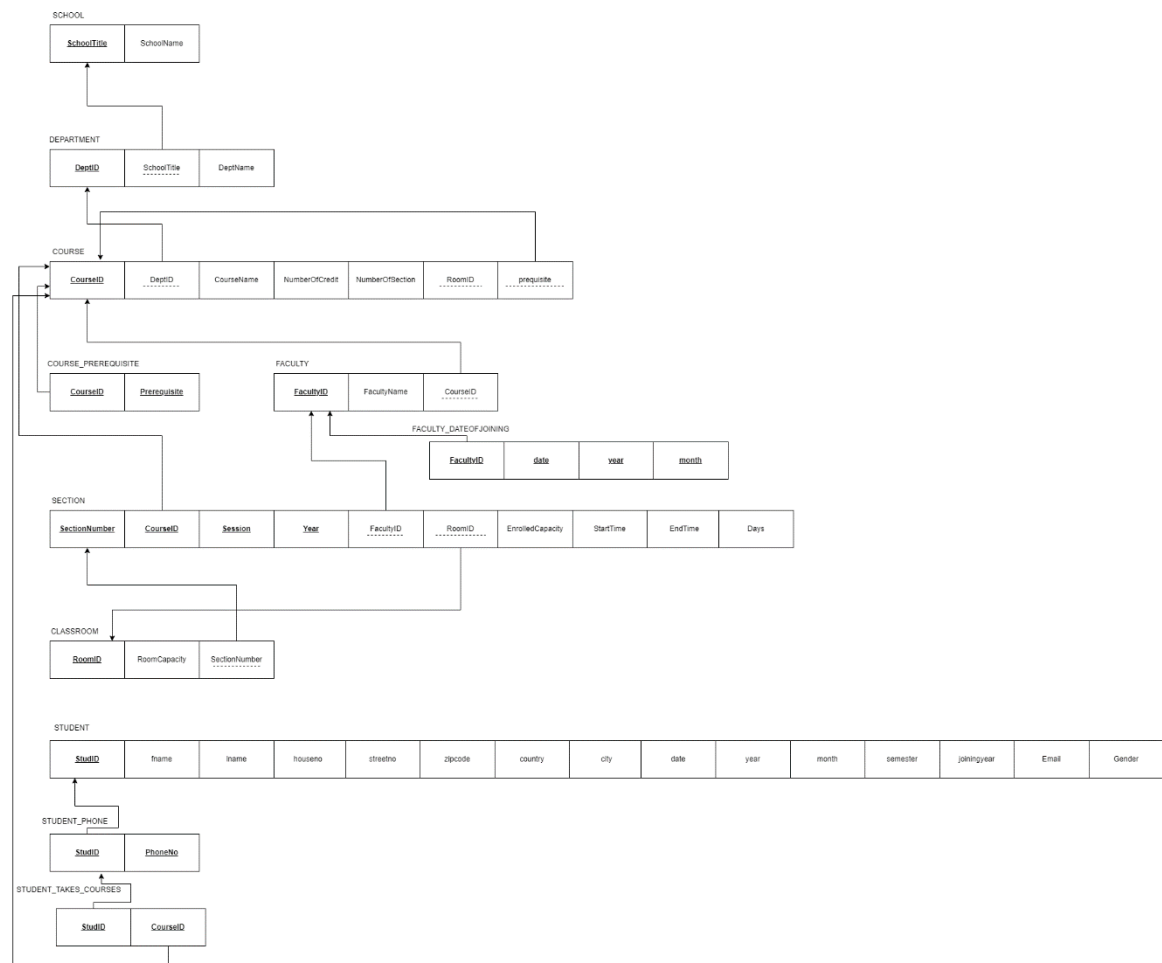 SCHOOL
SchoolTitle SchoolName
DEPARTMENT
DeptID SchoolTitle DeptName
COURSE
CourseID DeptID CourseName NumberOfCredit NumberOfSection RoomID prequisite
COURSE_PREREQUISITE
CourseID Prerequisite
FACULTY
FacultyID FacultyName CourseID
FACULTY_DATEOFJOINING
FacultyID date year month
SECTION
SectionNumber CourseID Session Year FacultyID RoomID EnrolledCapacity StartTime EndTime Days
CLASSROOM
RoomID RoomCapacity SectionNumber
STUDENT
StudID fname lname houseno streetno zipcode country city date year month semester joiningyear Email Gender
STUDENT_PHONE
StudID PhoneNo
STUDENT_TAKES_COURSES
StudID CourseID